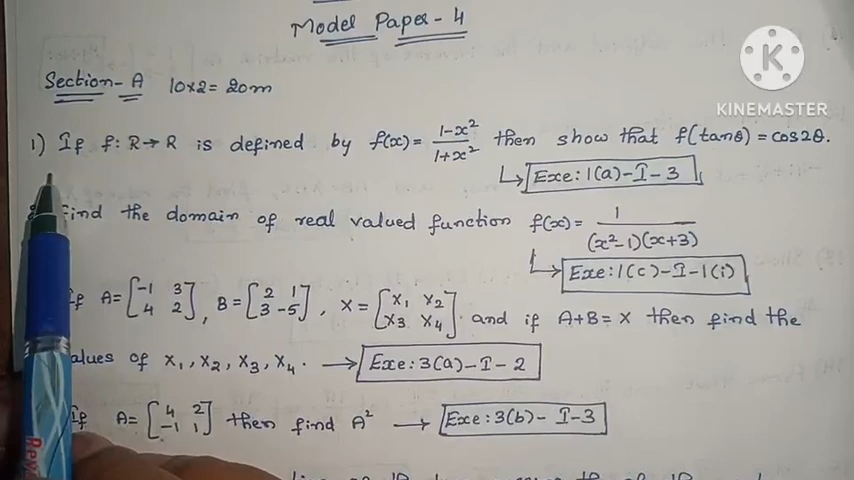 Model Paper - 4
K
KINEMASTER
Section - A 10×2 = 20m
1) If f: R→R is defined by f(x) = 1-x²/1+x² then show that f(tanθ) = cos2θ.
Exe: 1(a)-I-3
find the domain of real valued function f(x) = 1/(x²-1)(x+3)
Exe: 1(c)-I-1(i)
If A = [-1 3 4 2], B = [2 1 3 -5], X = [x₁ x₂ x₃ x₄] and if A+B = X then find the
values of x₁, x₂, x₃, x₄. → Exe: 3(a)-I-2
If A = [4 2 -1 1] then find A² → Exe: 3(b)-I-3